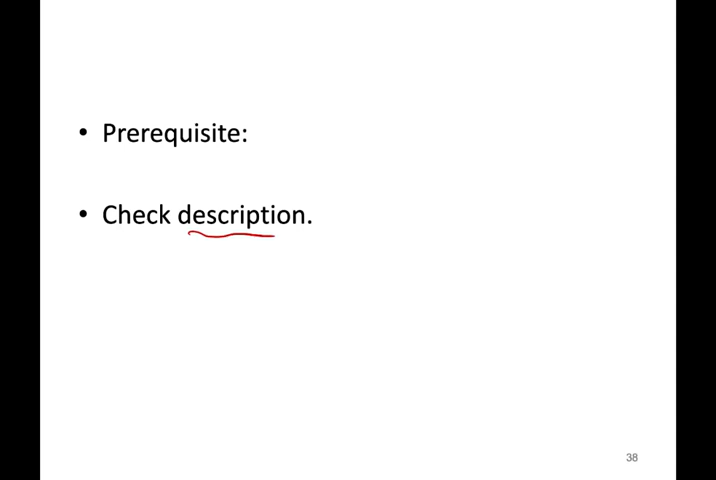 • Prerequisite:
• Check description.
38